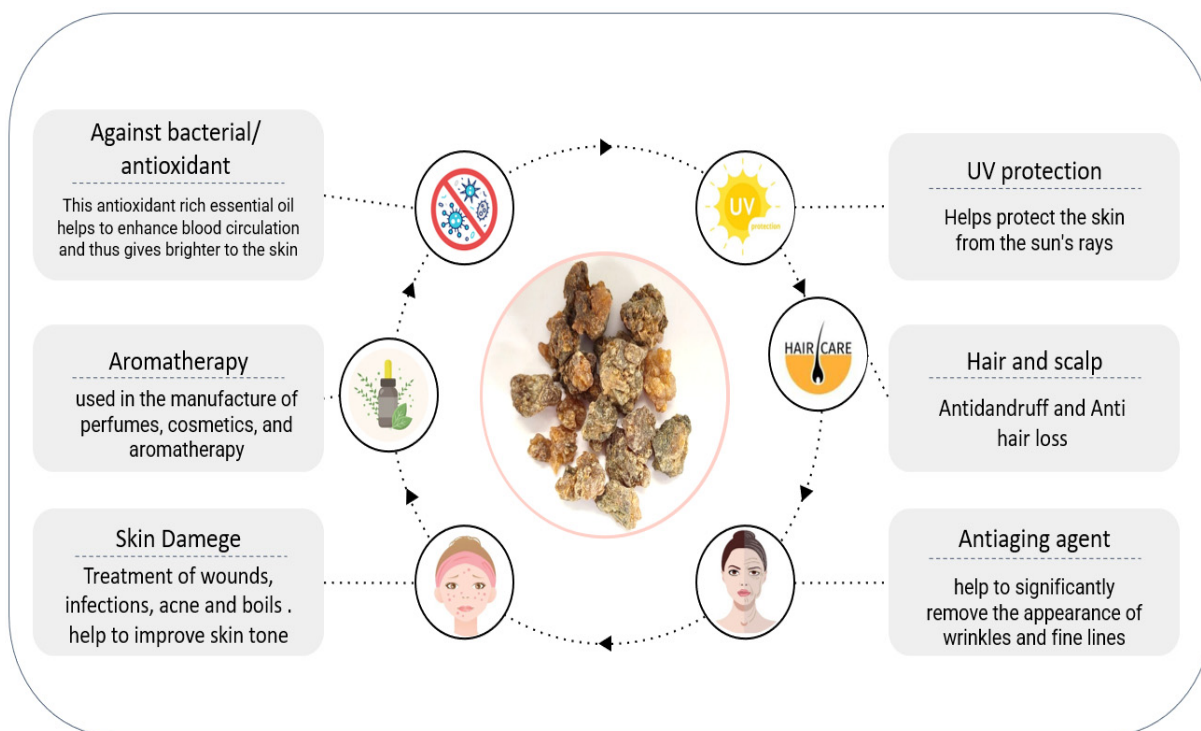 Against bacterial/
antioxidant
This antioxidant rich essential oil
helps to enhance blood circulation
and thus gives brighter to the skin
Aromatherapy
used in the manufacture of
perfumes, cosmetics, and
aromatherapy
Skin Damege
Treatment of wounds,
infections, acne and boils .
help to improve skin tone
UV
protection
HAIR CARE
UV protection
Helps protect the skin
from the sun's rays
Hair and scalp
Antidandruff and Anti
hair loss
Antiaging agent
help to significantly
remove the appearance of
wrinkles and fine lines